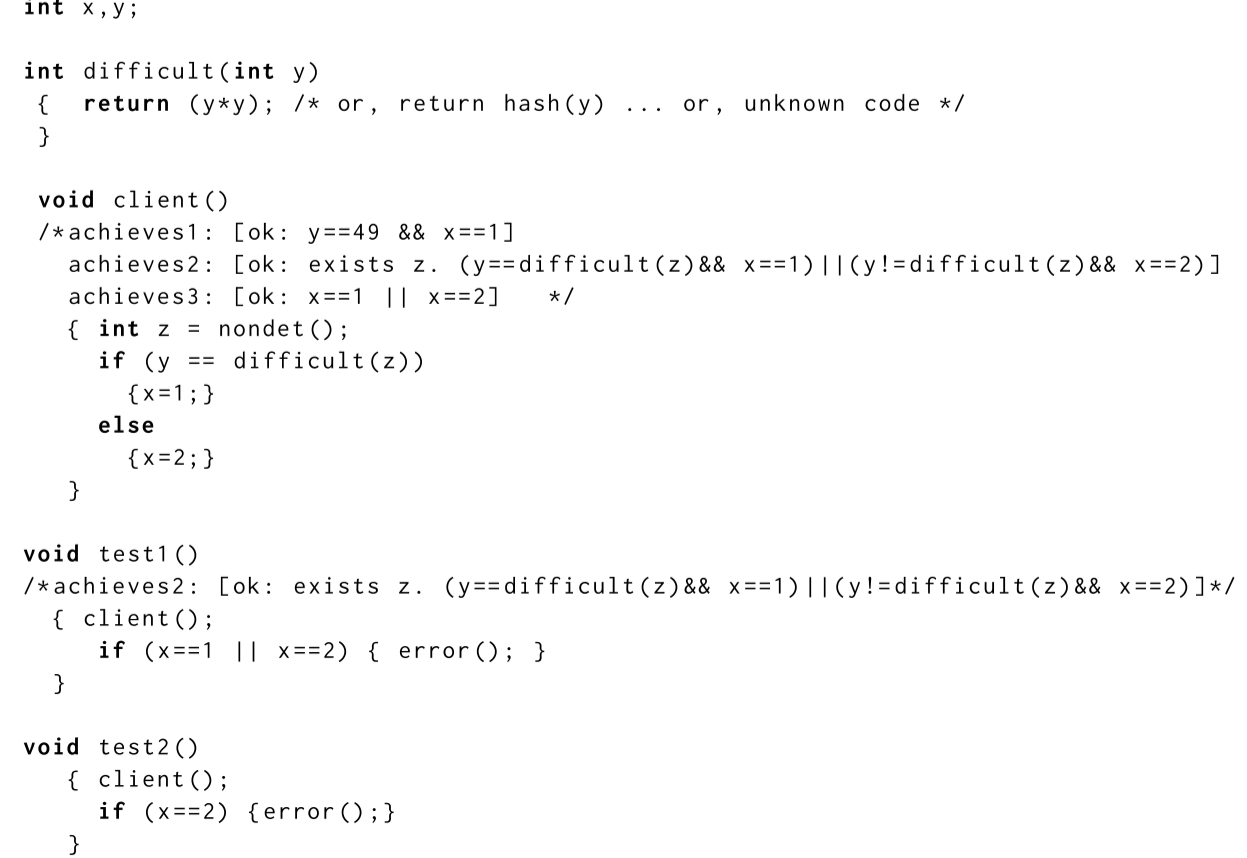 int x,y;
int difficult(int y)
{ return (y*y); /* or, return hash(y) ... or, unknown code */
}
void client()
/*achieves1: [ok: y==49 && x==1]
achieves2: [ok: exists z. (y==difficult(z)&& x==1)||(y!=difficult(z)&& x==2)]
achieves3: [ok: x==1 || x==2] */
{ int z = nondet();
if (y == difficult(z))
{x=1;}
else
{x=2;}
}
void test1()
/*achieves2: [ok: exists z. (y==difficult(z)&& x==1)||(y!=difficult(z)&& x==2)]*/
{ client();
if (x==1 || x==2) { error(); }
}
void test2()
{ client();
if (x==2) {error();}
}